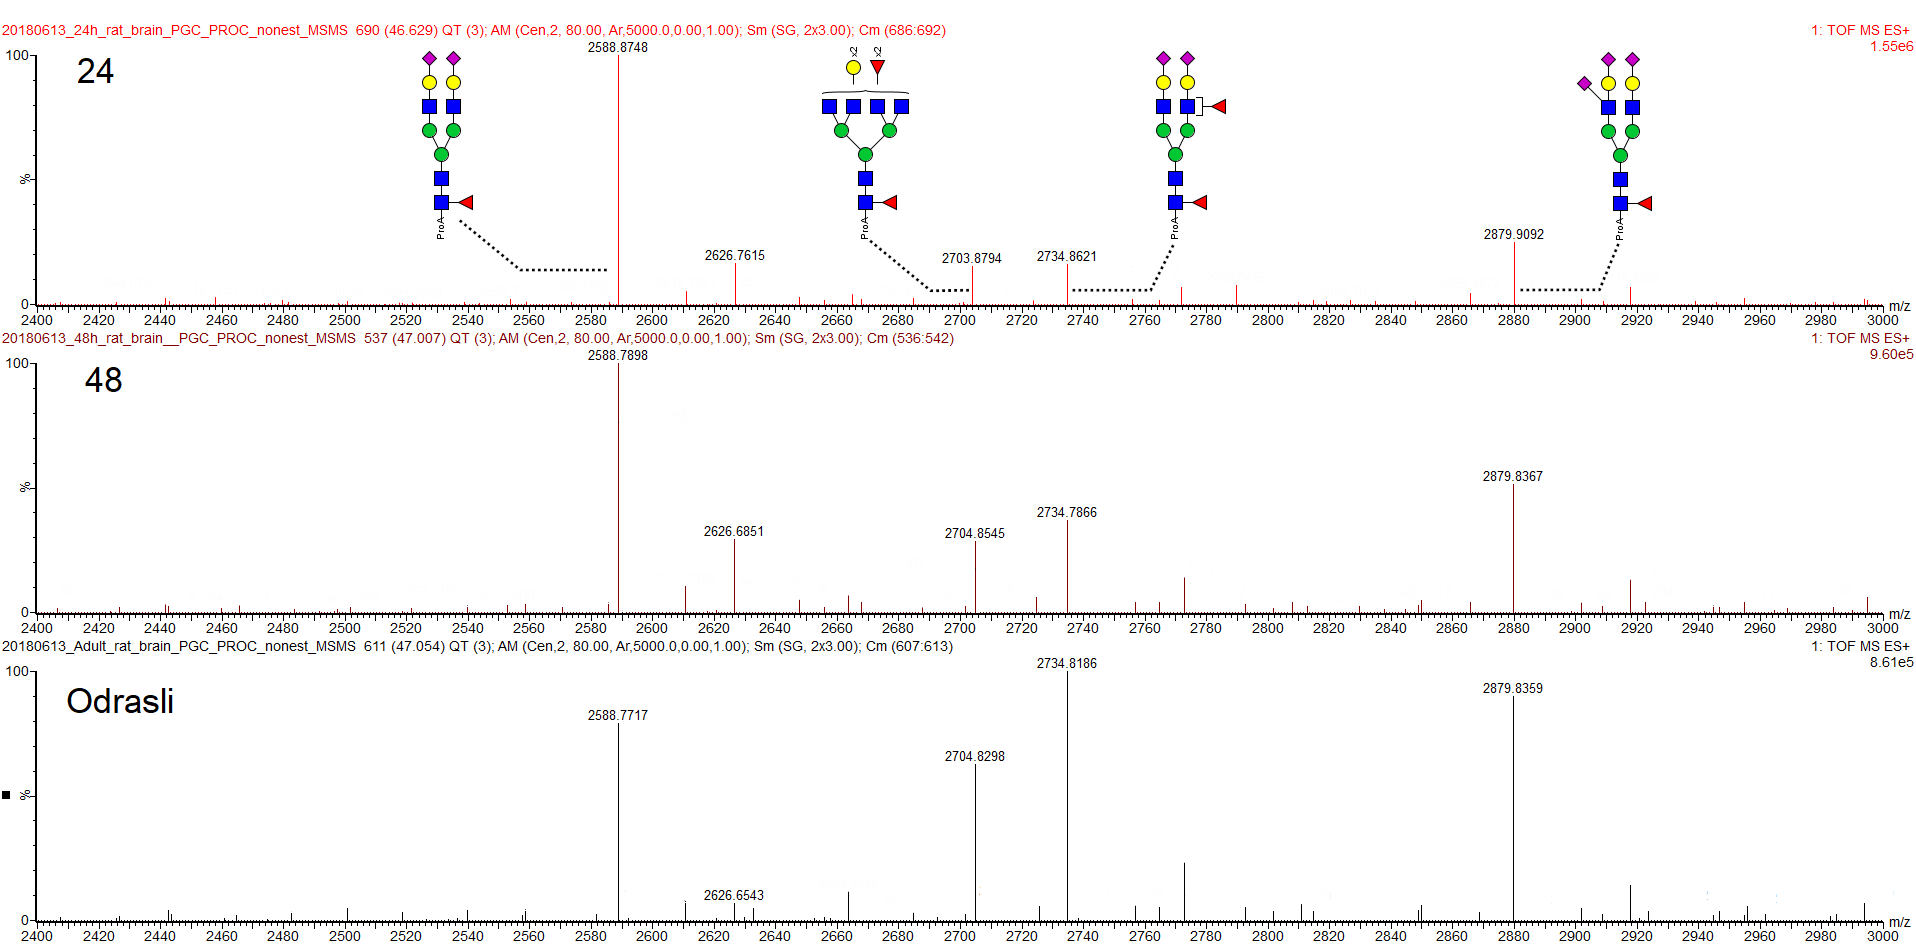 20180613_24h_rat_brain_PGC_PROC_nonest_MSMS 690 (46.629) QT (3); AM (Cen,2, 80.00, Ar,5000.0,0.00,1.00); Sm (SG, 2x3.00); Cm (686:692)
1: TOF MS ES+
1.55e6
100
%
0
24
2588.8748
2626.7615
2703.8794
2734.8621
2879.9092
x2
x2
ProA
ProA
ProA
ProA
2400 2420 2440 2460 2480 2500 2520 2540 2560 2580 2600 2620 2640 2660 2680 2700 2720 2740 2760 2780 2800 2820 2840 2860 2880 2900 2920 2940 2960 2980 3000
m/z
20180613_48h_rat_brain__PGC_PROC_nonest_MSMS 537 (47.007) QT (3); AM (Cen,2, 80.00, Ar,5000.0,0.00,1.00); Sm (SG, 2x3.00); Cm (536:542)
1: TOF MS ES+
9.60e5
100
%
0
48
2588.7898
2626.6851
2704.8545
2734.7866
2879.8367
2400 2420 2440 2460 2480 2500 2520 2540 2560 2580 2600 2620 2640 2660 2680 2700 2720 2740 2760 2780 2800 2820 2840 2860 2880 2900 2920 2940 2960 2980 3000
m/z
20180613_Adult_rat_brain_PGC_PROC_nonest_MSMS 611 (47.054) QT (3); AM (Cen,2, 80.00, Ar,5000.0,0.00,1.00); Sm (SG, 2x3.00); Cm (607:613)
1: TOF MS ES+
8.61e5
100
%
0
Odrasli
2588.7717
2626.6543
2704.8298
2734.8186
2879.8359
2400 2420 2440 2460 2480 2500 2520 2540 2560 2580 2600 2620 2640 2660 2680 2700 2720 2740 2760 2780 2800 2820 2840 2860 2880 2900 2920 2940 2960 2980 3000
m/z